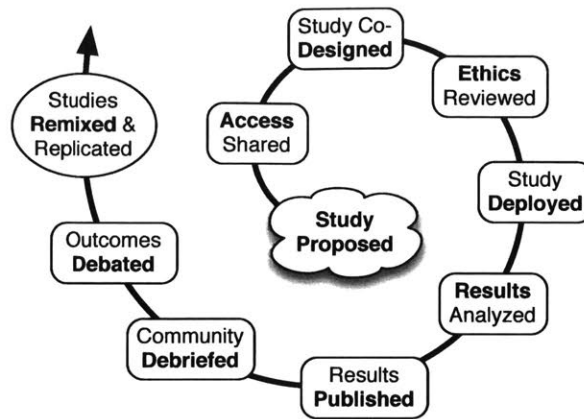 Study
Proposed
Access
Shared
Study Co-
Designed
Ethics
Reviewed
Study
Deployed
Results
Analyzed
Results
Published
Community
Debriefed
Outcomes
Debated
Studies
Remixed &
Replicated